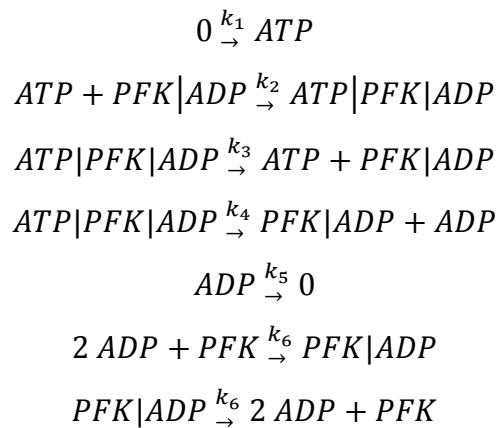 0 →^{k_1} ATP
ATP + PFK|ADP →^{k_2} ATP|PFK|ADP
ATP|PFK|ADP →^{k_3} ATP + PFK|ADP
ATP|PFK|ADP →^{k_4} PFK|ADP + ADP
ADP →^{k_5} 0
2 ADP + PFK →^{k_6} PFK|ADP
PFK|ADP →^{k_6} 2 ADP + PFK